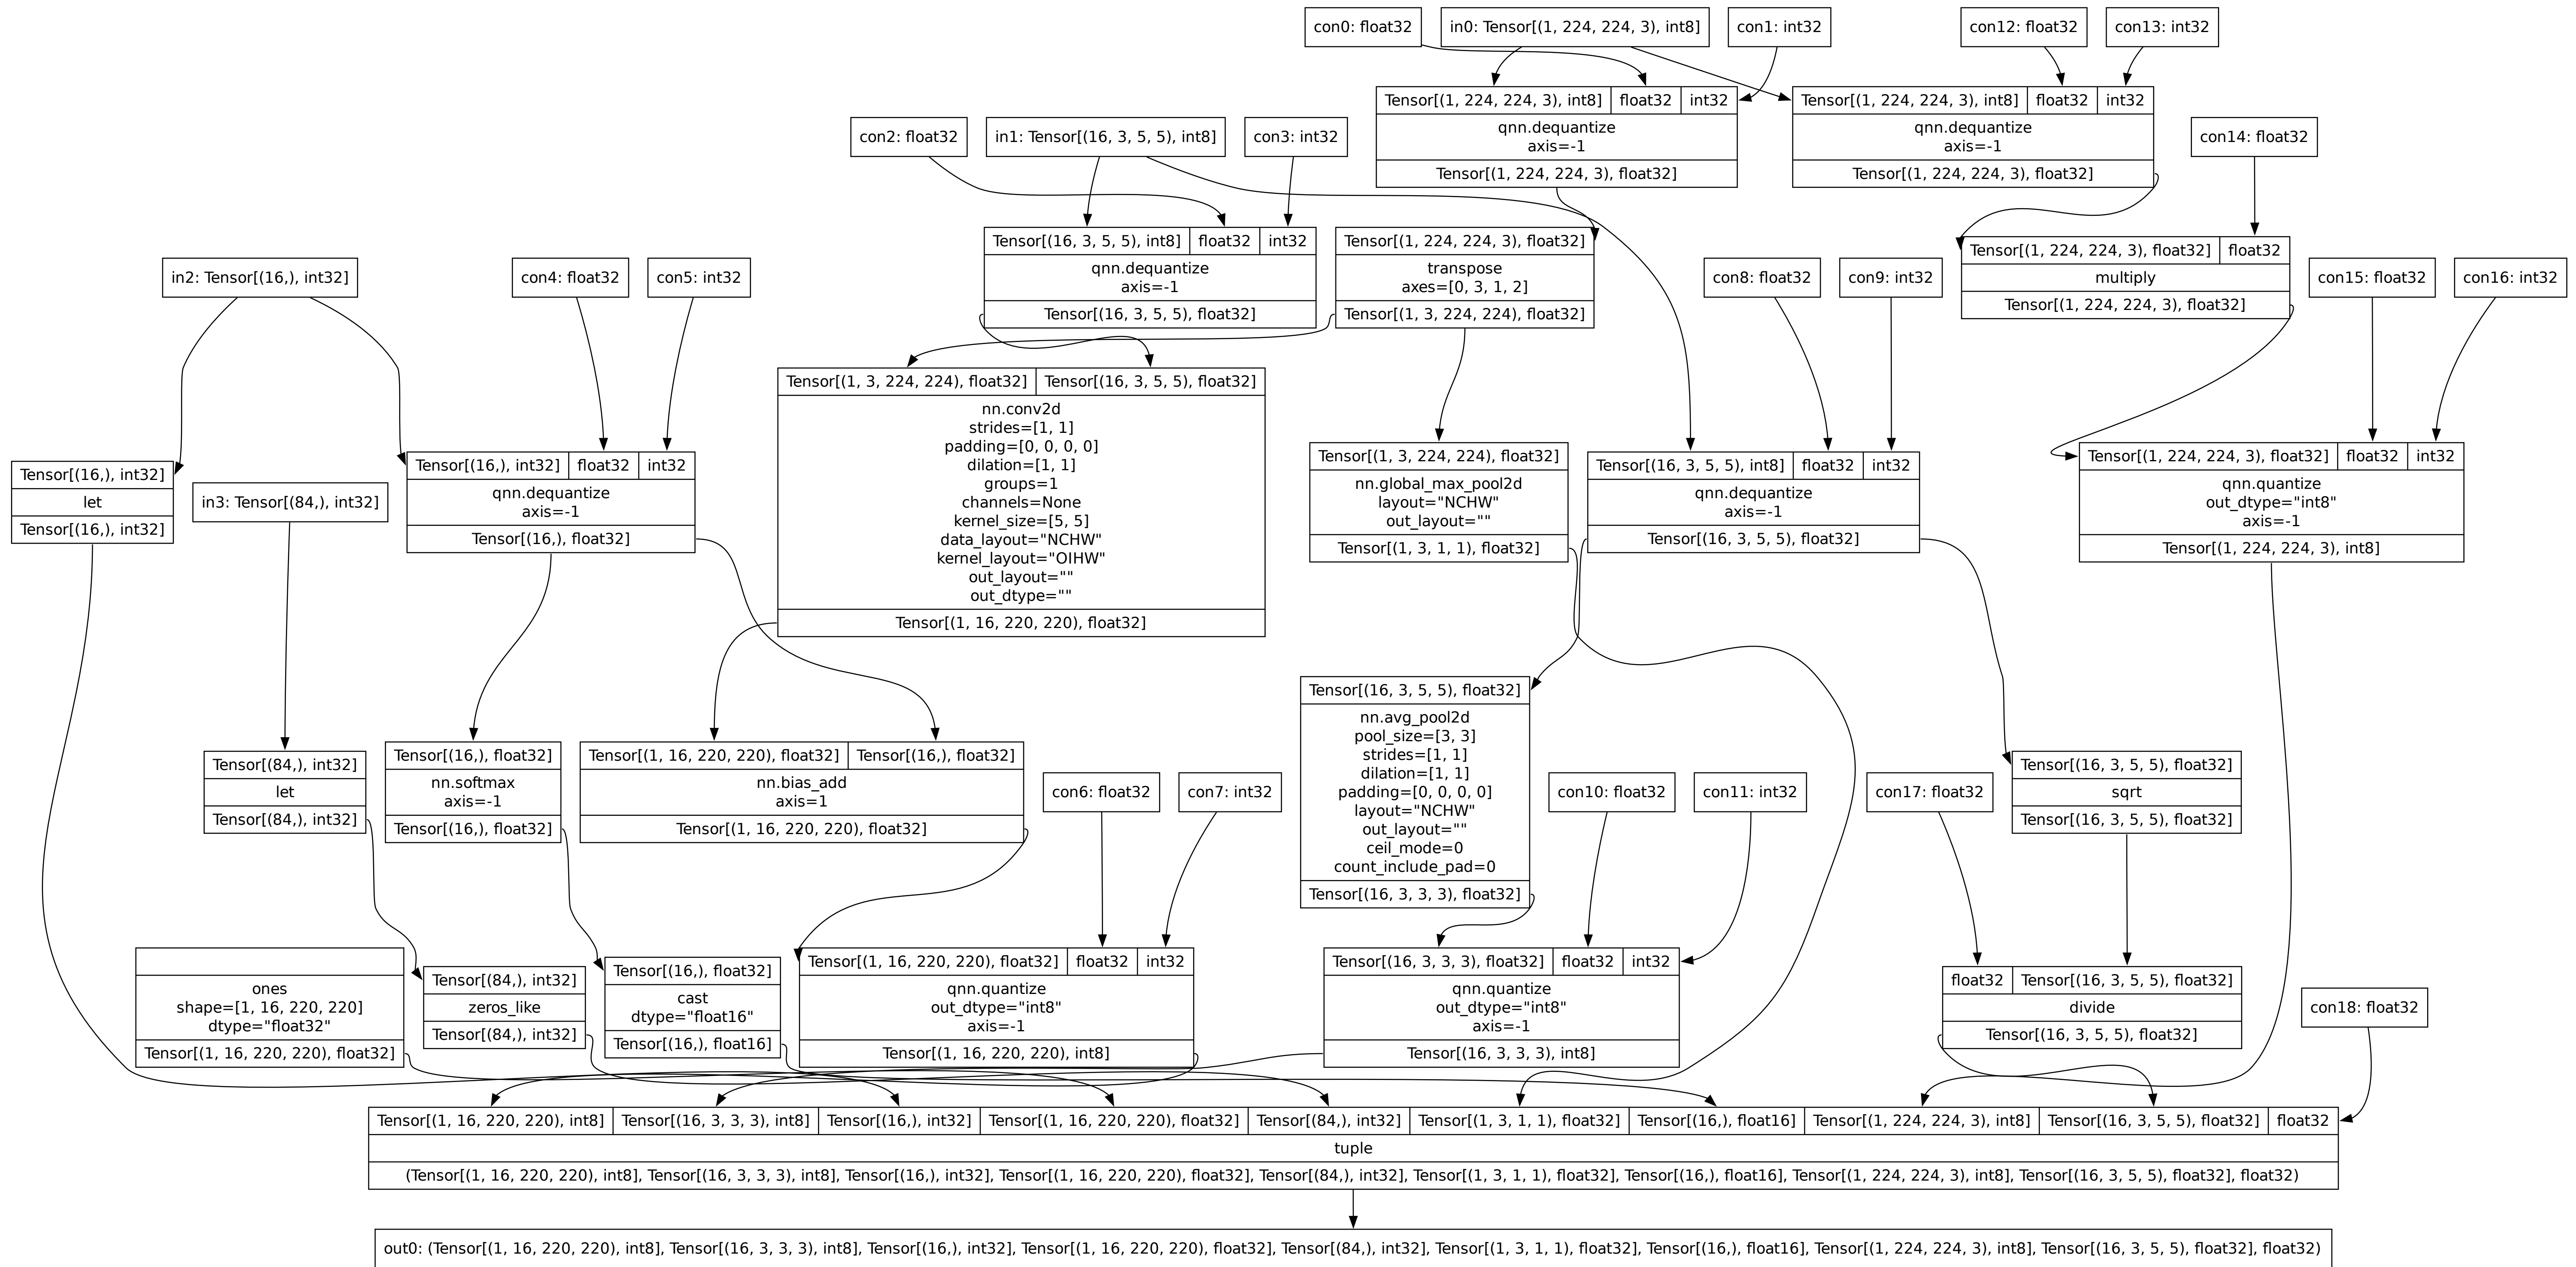 con0: float32
in0: Tensor[(1, 224, 224, 3), int8]
con1: int32
con12: float32
con13: int32
Tensor[(1, 224, 224, 3), int8] float32 int32
qnn.dequantize
axis=-1
Tensor[(1, 224, 224, 3), float32]
Tensor[(1, 224, 224, 3), int8] float32 int32
qnn.dequantize
axis=-1
Tensor[(1, 224, 224, 3), float32]
con2: float32
in1: Tensor[(16, 3, 5, 5), int8]
con3: int32
con14: float32
Tensor[(16, 3, 5, 5), int8] float32 int32
qnn.dequantize
axis=-1
Tensor[(16, 3, 5, 5), float32]
Tensor[(1, 224, 224, 3), float32]
transpose
axes=[0, 3, 1, 2]
Tensor[(1, 3, 224, 224), float32]
Tensor[(1, 224, 224, 3), float32] float32
multiply
Tensor[(1, 224, 224, 3), float32]
in2: Tensor[(16,), int32]
con4: float32
con5: int32
con8: float32
con9: int32
con15: float32
con16: int32
Tensor[(1, 3, 224, 224), float32] Tensor[(16, 3, 5, 5), float32]
nn.conv2d
strides=[1, 1]
padding=[0, 0, 0, 0]
dilation=[1, 1]
groups=1
channels=None
kernel_size=[5, 5]
data_layout="NCHW"
kernel_layout="OIHW"
out_layout=""
out_dtype=""
Tensor[(1, 16, 220, 220), float32]
Tensor[(16,), int32]
let
Tensor[(16,), int32]
in3: Tensor[(84,), int32]
Tensor[(16,), int32] float32 int32
qnn.dequantize
axis=-1
Tensor[(16,), float32]
Tensor[(1, 3, 224, 224), float32]
nn.global_max_pool2d
layout="NCHW"
out_layout=""
Tensor[(1, 3, 1, 1), float32]
Tensor[(16, 3, 5, 5), int8] float32 int32
qnn.dequantize
axis=-1
Tensor[(16, 3, 5, 5), float32]
Tensor[(1, 224, 224, 3), float32] float32 int32
qnn.quantize
out_dtype="int8"
axis=-1
Tensor[(1, 224, 224, 3), int8]
Tensor[(84,), int32]
let
Tensor[(84,), int32]
Tensor[(16,), float32]
nn.softmax
axis=-1
Tensor[(16,), float32]
Tensor[(1, 16, 220, 220), float32] Tensor[(16,), float32]
nn.bias_add
axis=1
Tensor[(1, 16, 220, 220), float32]
con6: float32
con7: int32
Tensor[(16, 3, 5, 5), float32]
nn.avg_pool2d
pool_size=[3, 3]
strides=[1, 1]
dilation=[1, 1]
padding=[0, 0, 0, 0]
layout="NCHW"
out_layout=""
ceil_mode=0
count_include_pad=0
Tensor[(16, 3, 3, 3), float32]
con10: float32
con11: int32
con17: float32
Tensor[(16, 3, 5, 5), float32]
sqrt
Tensor[(16, 3, 5, 5), float32]
ones
shape=[1, 16, 220, 220]
dtype="float32"
Tensor[(1, 16, 220, 220), float32]
Tensor[(84,), int32]
zeros_like
Tensor[(84,), int32]
Tensor[(16,), float32]
cast
dtype="float16"
Tensor[(16,), float16]
Tensor[(1, 16, 220, 220), float32] float32 int32
qnn.quantize
out_dtype="int8"
axis=-1
Tensor[(1, 16, 220, 220), int8]
Tensor[(16, 3, 3, 3), float32] float32 int32
qnn.quantize
out_dtype="int8"
axis=-1
Tensor[(16, 3, 3, 3), int8]
float32 Tensor[(16, 3, 5, 5), float32]
divide
Tensor[(16, 3, 5, 5), float32]
con18: float32
Tensor[(1, 16, 220, 220), int8] Tensor[(16, 3, 3, 3), int8] Tensor[(16,), int32] Tensor[(1, 16, 220, 220), float32] Tensor[(84,), int32] Tensor[(1, 3, 1, 1), float32] Tensor[(16,), float16] Tensor[(1, 224, 224, 3), int8] Tensor[(16, 3, 5, 5), float32] float32
tuple
(Tensor[(1, 16, 220, 220), int8], Tensor[(16, 3, 3, 3), int8], Tensor[(16,), int32], Tensor[(1, 16, 220, 220), float32], Tensor[(84,), int32], Tensor[(1, 3, 1, 1), float32], Tensor[(16,), float16], Tensor[(1, 224, 224, 3), int8], Tensor[(16, 3, 5, 5), float32], float32)
out0: (Tensor[(1, 16, 220, 220), int8], Tensor[(16, 3, 3, 3), int8], Tensor[(16,), int32], Tensor[(1, 16, 220, 220), float32], Tensor[(84,), int32], Tensor[(1, 3, 1, 1), float32], Tensor[(16,), float16], Tensor[(1, 224, 224, 3), int8], Tensor[(16, 3, 5, 5), float32], float32)